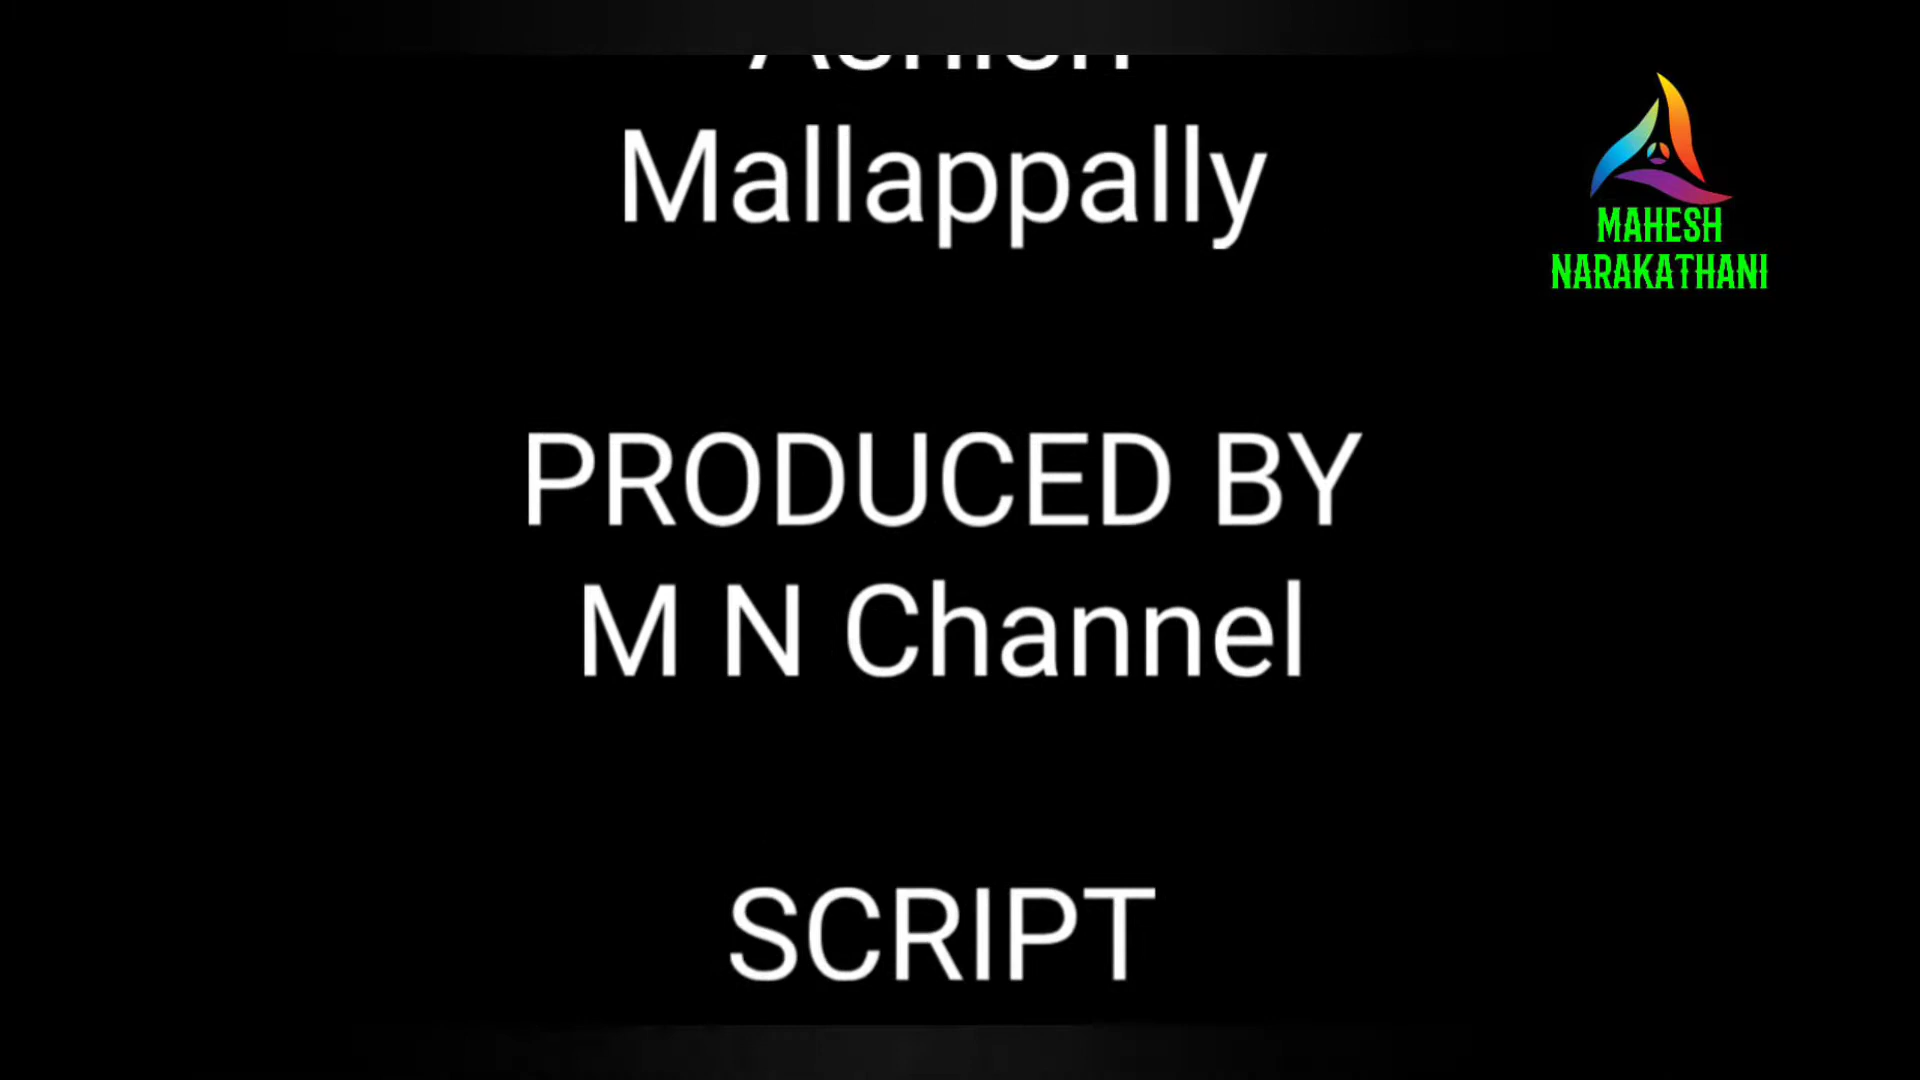 Mallappally
PRODUCED BY
M N Channel
SCRIPT
MAHESH
NARAKATHANI